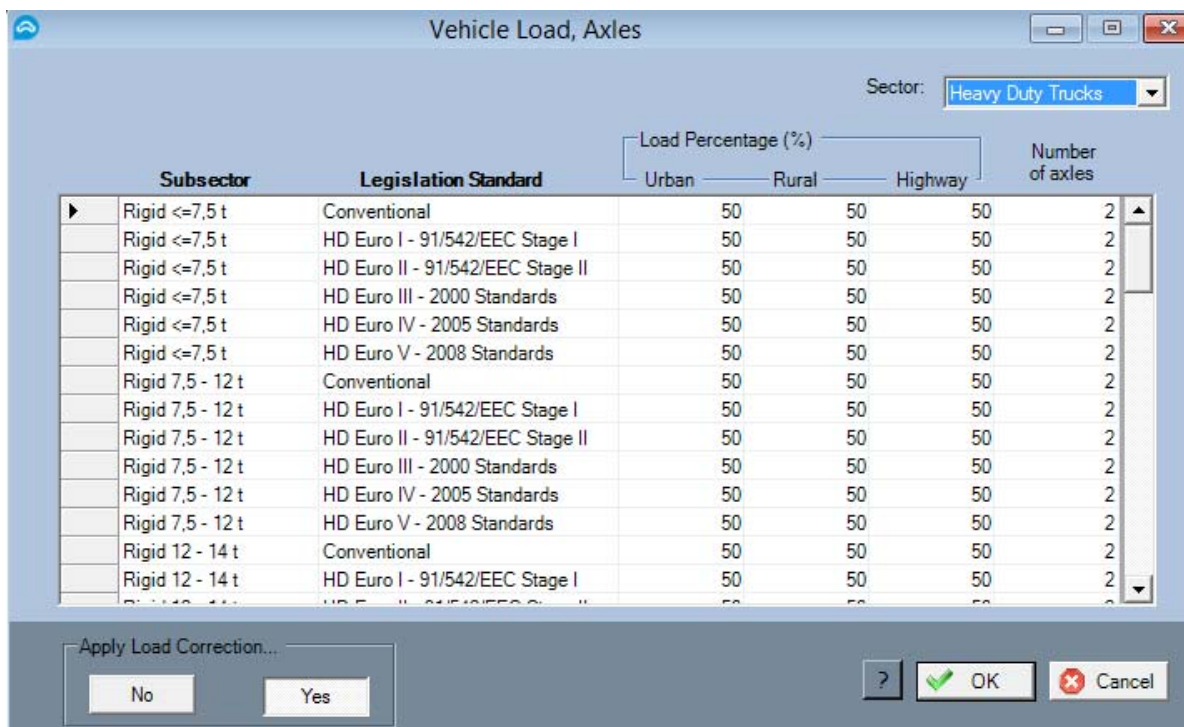 Vehicle Load, Axles
Sector: Heavy Duty Trucks
Load Percentage (%)
Number of axles
Subsector Legislation Standard Urban Rural Highway
Rigid <=7,5 t Conventional 50 50 50 2
Rigid <=7,5 t HD Euro I - 91/542/EEC Stage I 50 50 50 2
Rigid <=7,5 t HD Euro II - 91/542/EEC Stage II 50 50 50 2
Rigid <=7,5 t HD Euro III - 2000 Standards 50 50 50 2
Rigid <=7,5 t HD Euro IV - 2005 Standards 50 50 50 2
Rigid <=7,5 t HD Euro V - 2008 Standards 50 50 50 2
Rigid 7,5 - 12 t Conventional 50 50 50 2
Rigid 7,5 - 12 t HD Euro I - 91/542/EEC Stage I 50 50 50 2
Rigid 7,5 - 12 t HD Euro II - 91/542/EEC Stage II 50 50 50 2
Rigid 7,5 - 12 t HD Euro III - 2000 Standards 50 50 50 2
Rigid 7,5 - 12 t HD Euro IV - 2005 Standards 50 50 50 2
Rigid 7,5 - 12 t HD Euro V - 2008 Standards 50 50 50 2
Rigid 12 - 14 t Conventional 50 50 50 2
Rigid 12 - 14 t HD Euro I - 91/542/EEC Stage I 50 50 50 2
Apply Load Correction...
No Yes ? OK Cancel